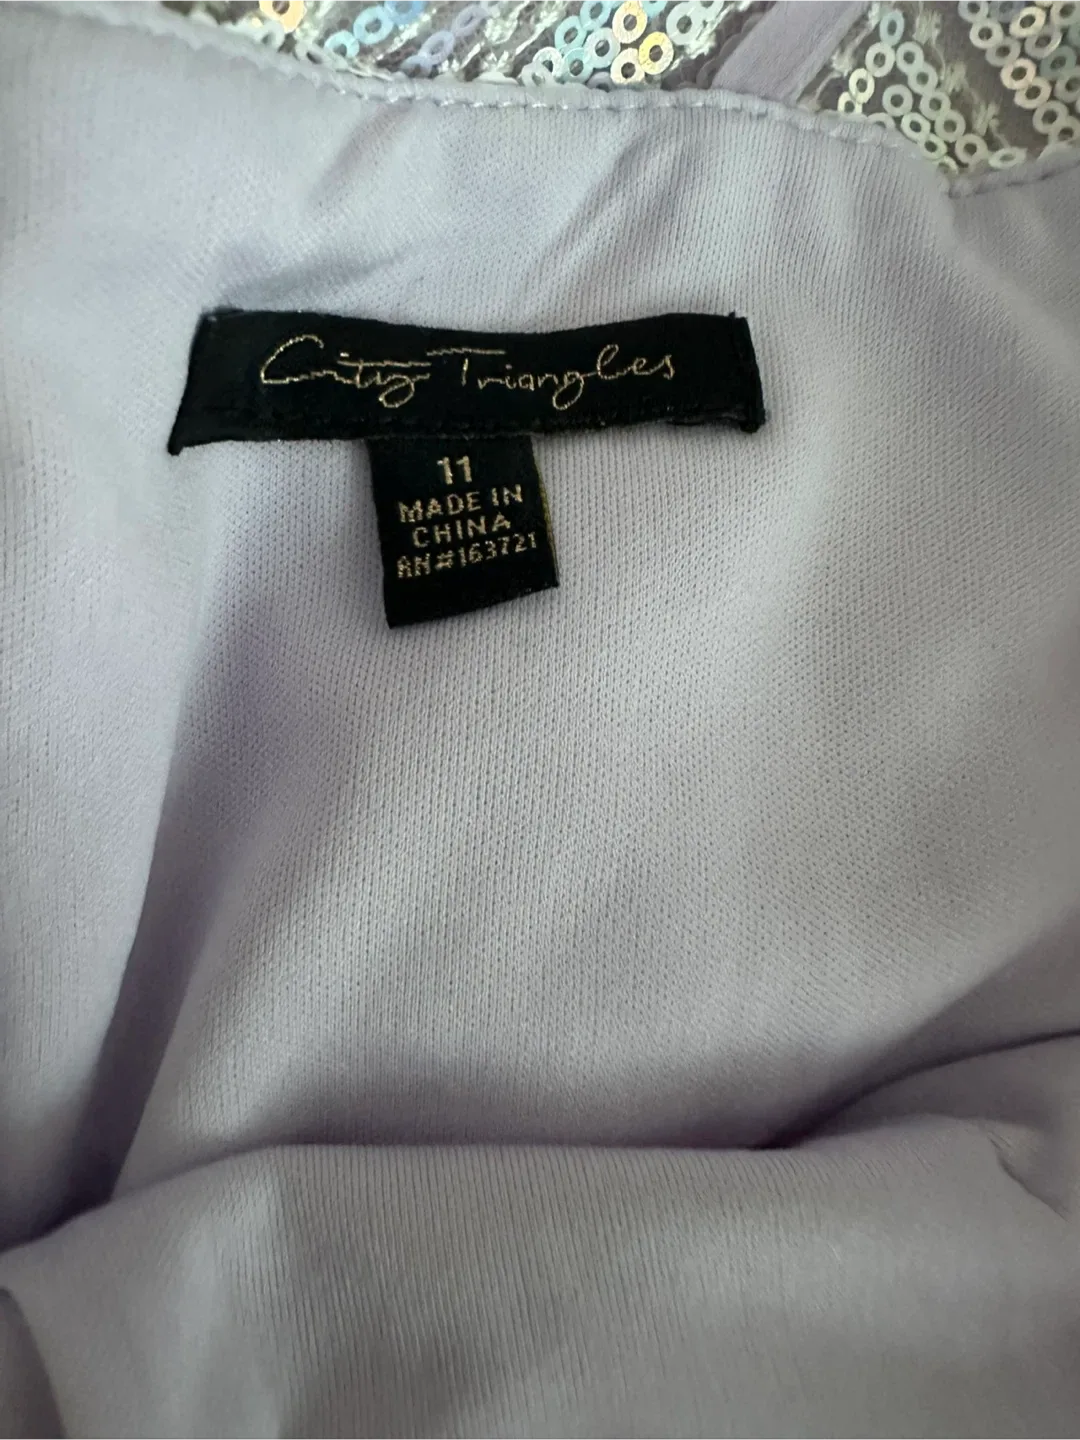 City Triangles
11
MADE IN
CHINA
RN#163721